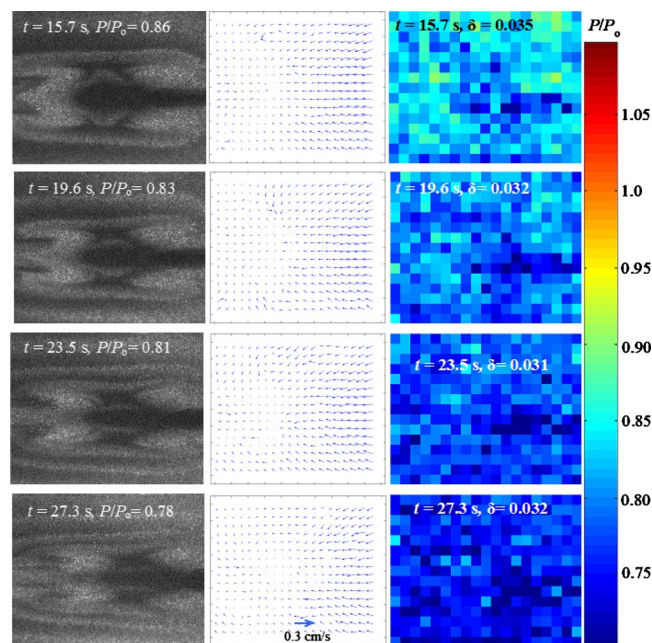 t = 15.7 s, P/Pₒ = 0.86
t = 15.7 s, δ = 0.035
P/Pₒ
t = 19.6 s, P/Pₒ = 0.83
t = 19.6 s, δ= 0.032
t = 23.5 s, P/Pₒ = 0.81
t = 23.5 s, δ= 0.031
t = 27.3 s, P/Pₒ = 0.78
t = 27.3 s, δ= 0.032
0.3 cm/s
1.05
1.0
0.95
0.90
0.85
0.80
0.75